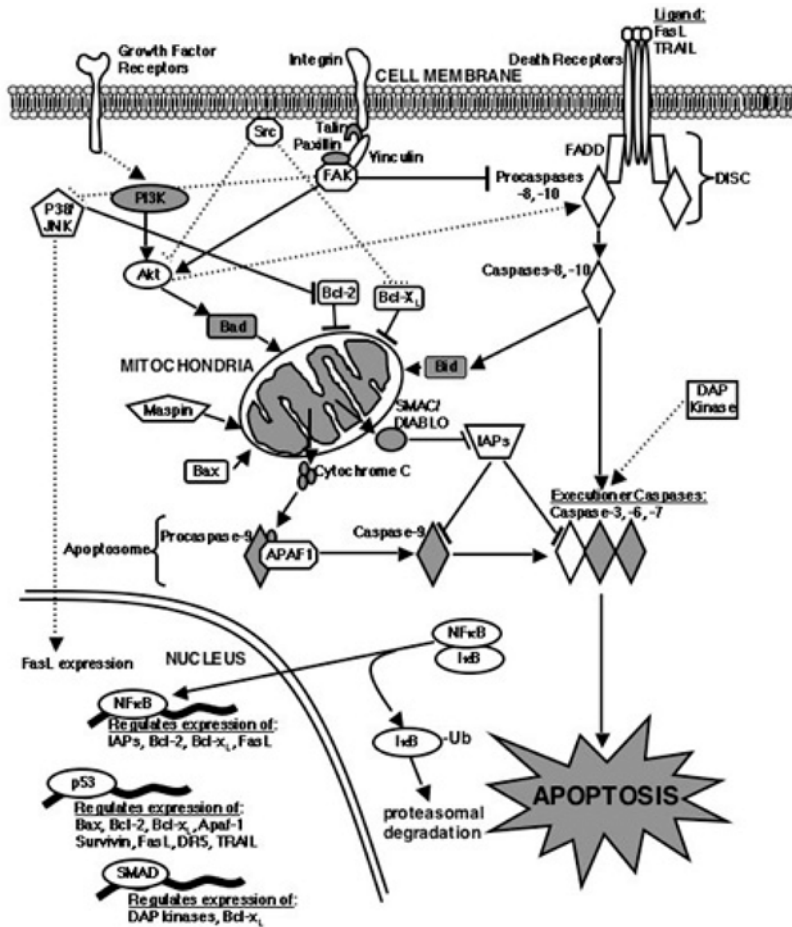 Ligand:
FasL
TRAIL
Growth Factor
Receptors
Integrin
Death Receptors
CELL MEMBRANE
Src
Talin
Paxillin
Vinculin
FAK
FADD
DISC
Procaspases
-8, -10
P38/
JNK
PI3K
Akt
Caspases-8, -10
Bcl-2
Bcl-XL
Bad
MITOCHONDRIA
Bid
Maspin
SMAC/
DIABLO
IAPs
DAP
Kinase
Bax
Cytochrome C
Executioner Caspases:
Caspase-3, -6, -7
Apoptosome
Procaspase-9
APAF1
Caspase-9
FasL expression
NUCLEUS
NFκB
IκB
NFκB
Regulates expression of:
IAPs, Bcl-2, Bcl-xL, FasL
IκB
-Ub
proteasomal
degradation
APOPTOSIS
p53
Regulates expression of:
Bax, Bcl-2, Bcl-xL, Apaf-1
Survivin, FasL, DR5, TRAIL
SMAD
Regulates expression of:
DAP kinases, Bcl-xL